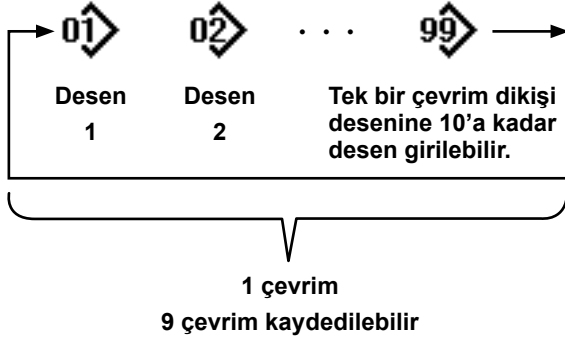 01 02 . . . 99
Desen Desen Tek bir çevrim dikişi
1 2 desenine 10’a kadar
desen girilebilir.
1 çevrim
9 çevrim kaydedilebilir